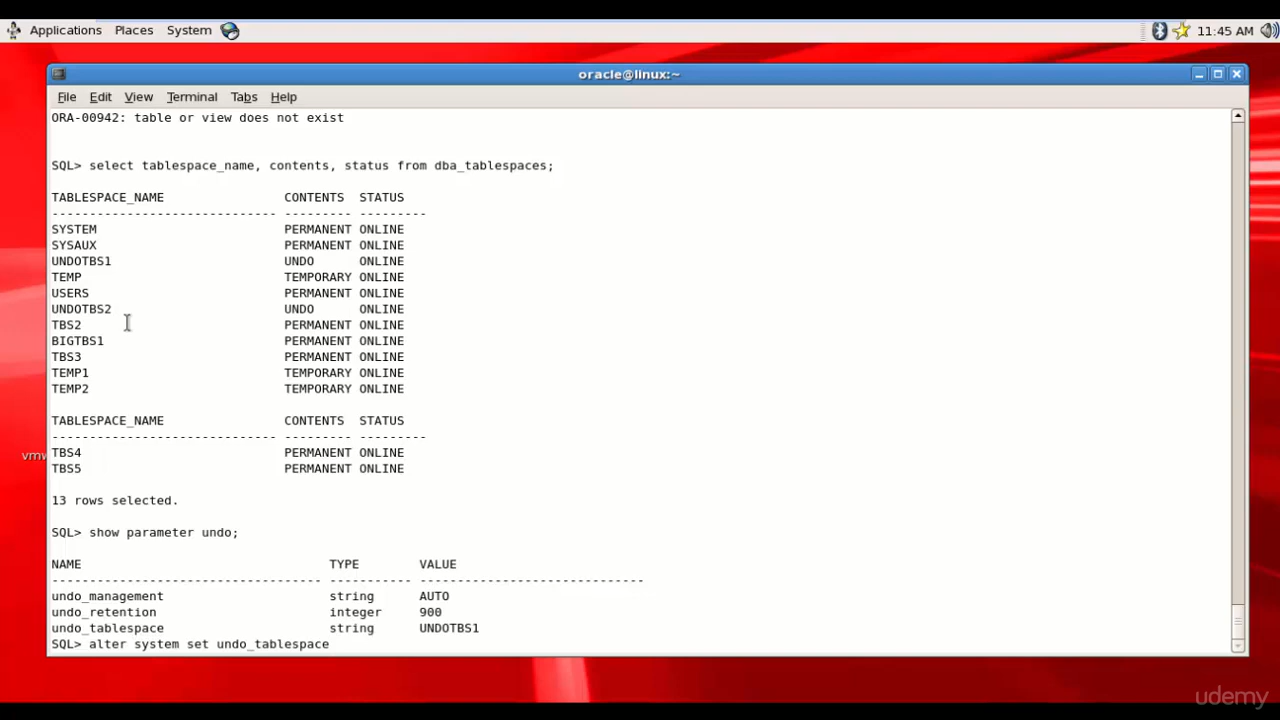 Applications Places System 11:45 AM
oracle@linux:~
File Edit View Terminal Tabs Help
ORA-00942: table or view does not exist
SQL> select tablespace_name, contents, status from dba_tablespaces;
TABLESPACE_NAME CONTENTS STATUS
------------------------------ --------- ---------
SYSTEM PERMANENT ONLINE
SYSAUX PERMANENT ONLINE
UNDOTBS1 UNDO ONLINE
TEMP TEMPORARY ONLINE
USERS PERMANENT ONLINE
UNDOTBS2 UNDO ONLINE
TBS2 PERMANENT ONLINE
BIGTBS1 PERMANENT ONLINE
TBS3 PERMANENT ONLINE
TEMP1 TEMPORARY ONLINE
TEMP2 TEMPORARY ONLINE
TABLESPACE_NAME CONTENTS STATUS
------------------------------ --------- ---------
TBS4 PERMANENT ONLINE
vmw
TBS5 PERMANENT ONLINE
13 rows selected.
SQL> show parameter undo;
NAME TYPE VALUE
------------------------------------ ----------- ------------------------------
undo_management string AUTO
undo_retention integer 900
undo_tablespace string UNDOTBS1
SQL> alter system set undo_tablespace
udemy